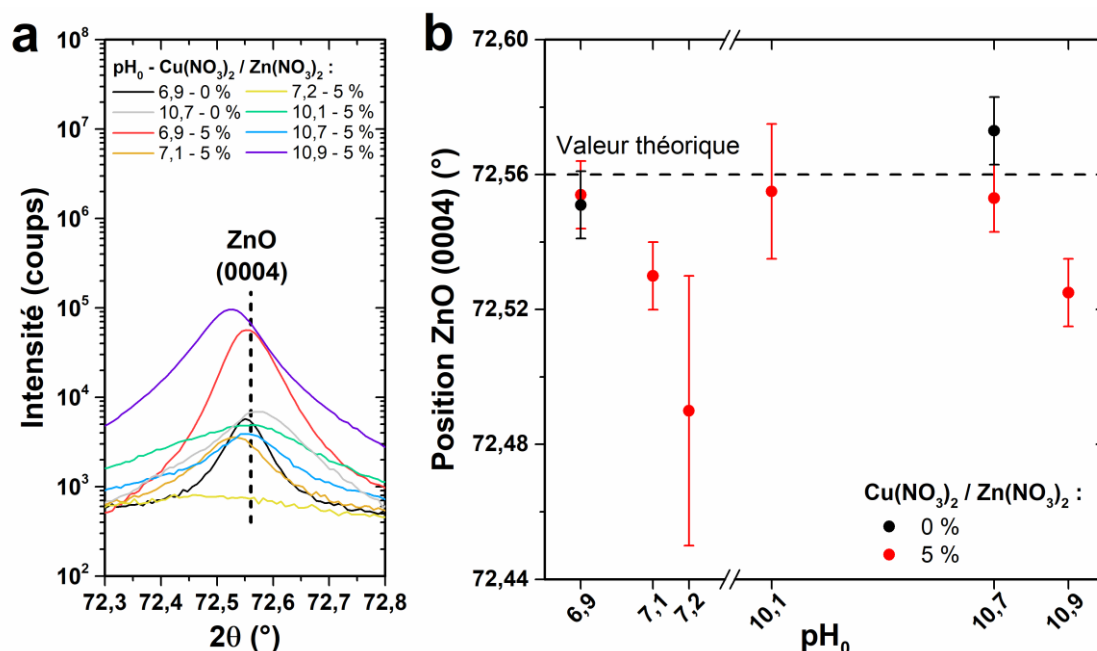 a
10⁸
10⁷
10⁶
10⁵
10⁴
10³
10²
Intensité (coups)
pH₀ - Cu(NO₃)₂ / Zn(NO₃)₂ :
6,9 - 0 %
10,7 - 0 %
6,9 - 5 %
7,1 - 5 %
7,2 - 5 %
10,1 - 5 %
10,7 - 5 %
10,9 - 5 %
ZnO
(0004)
72,3 72,4 72,5 72,6 72,7 72,8
2θ (°)
b
72,60
72,56
72,52
72,48
72,44
Position ZnO (0004) (°)
Valeur théorique
Cu(NO₃)₂ / Zn(NO₃)₂ :
0 %
5 %
6,9 7,1 7,2 10,1 10,7 10,9
pH₀